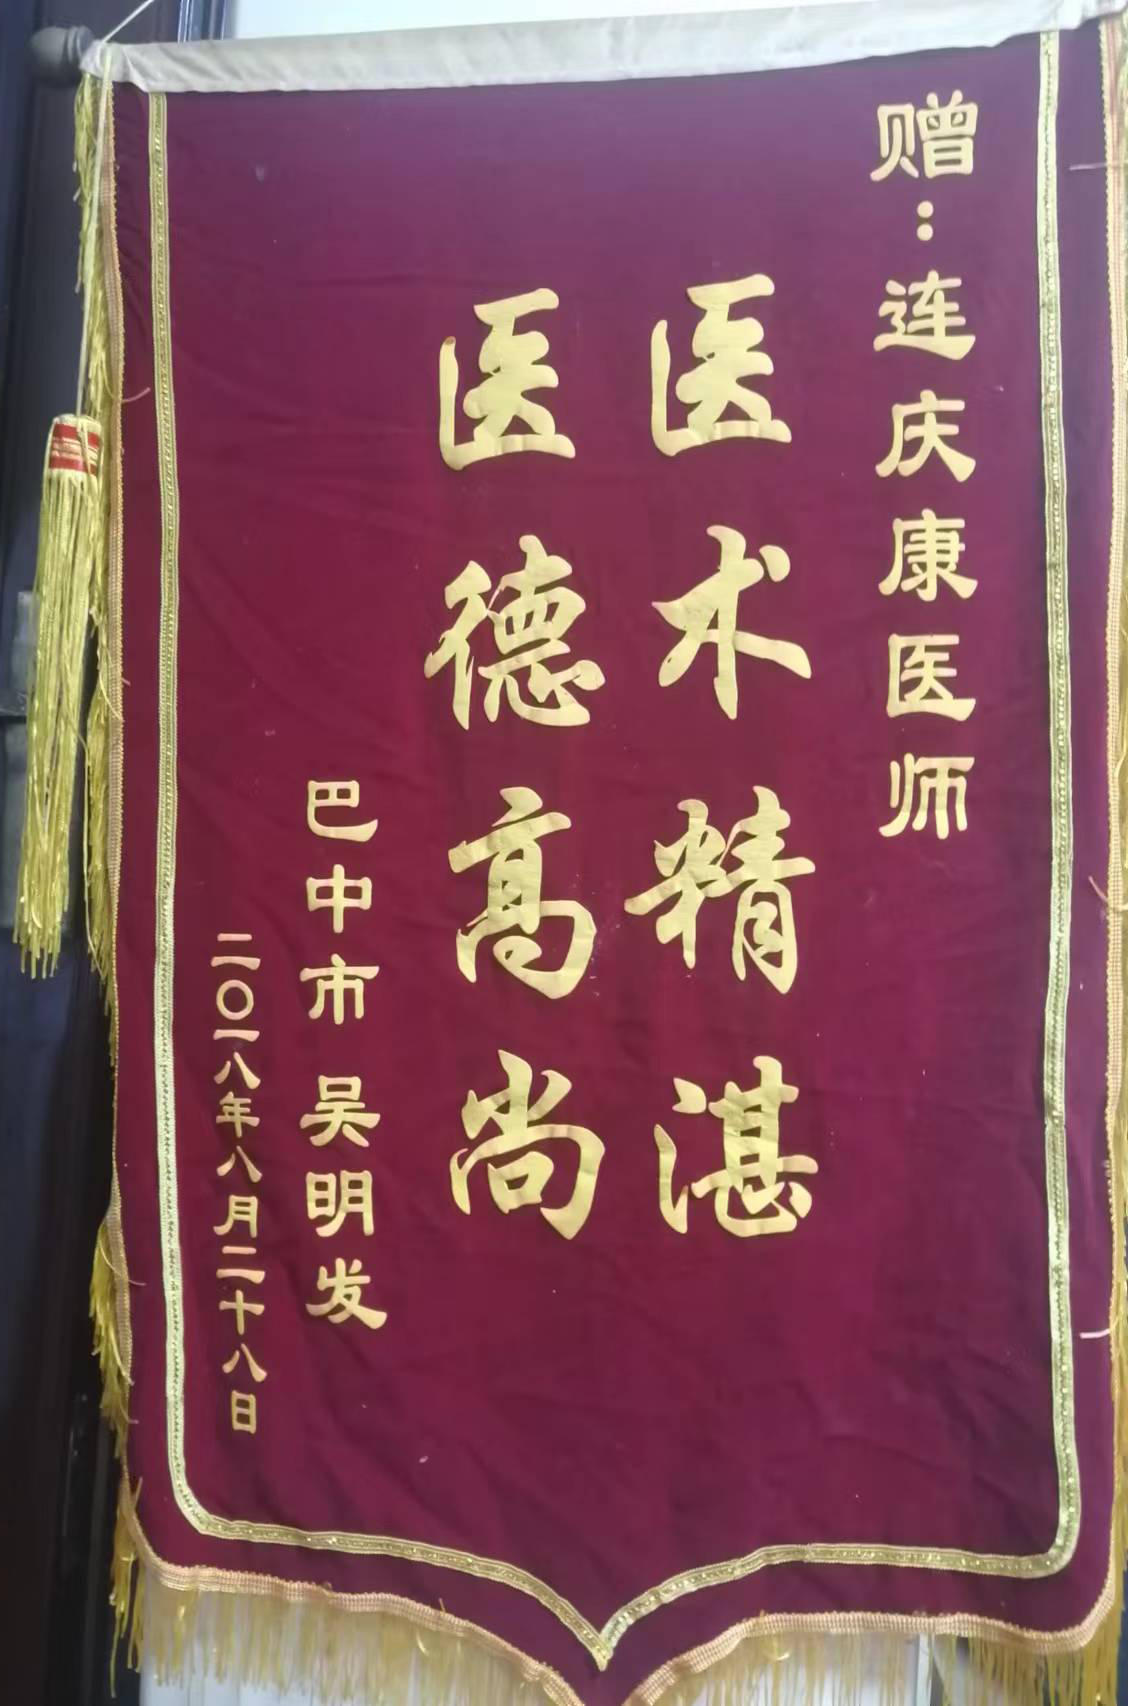 赠：连庆康医师
医术精湛
医德高尚
巴中市 吴明发
二〇一八年八月二十八日